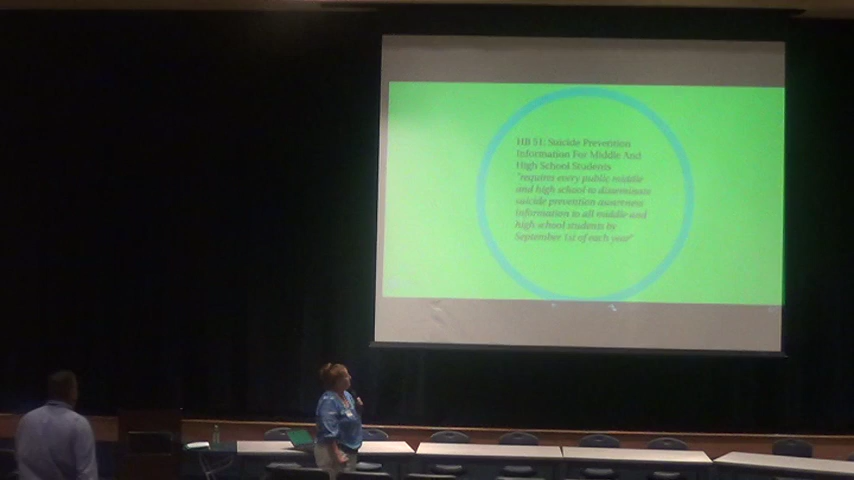 HB 51: Suicide Prevention
Information For Middle And
High School Students
"requires every public middle
and high school to disseminate
suicide prevention awareness
information to all middle and
high school students by
September 1st of each year"